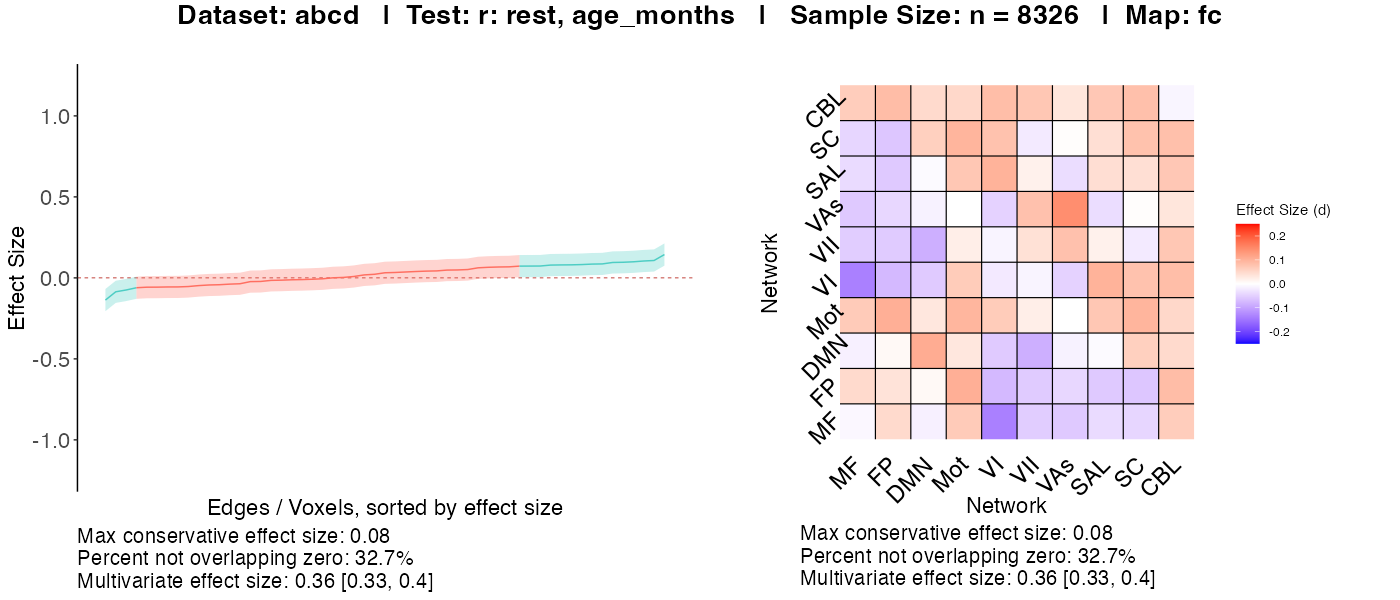 Dataset: abcd | Test: r: rest, age_months | Sample Size: n = 8326 | Map: fc
1.0
0.5
0.0
-0.5
-1.0
Effect Size
Edges / Voxels, sorted by effect size
Max conservative effect size: 0.08
Percent not overlapping zero: 32.7%
Multivariate effect size: 0.36 [0.33, 0.4]
CBL
SC
SAL
VAs
VII
VI
Mot
DMN
FP
MF
Network
MF
FP
DMN
Mot
VI
VII
VAs
SAL
SC
CBL
Network
Max conservative effect size: 0.08
Percent not overlapping zero: 32.7%
Multivariate effect size: 0.36 [0.33, 0.4]
Effect Size (d)
0.2
0.1
0.0
-0.1
-0.2